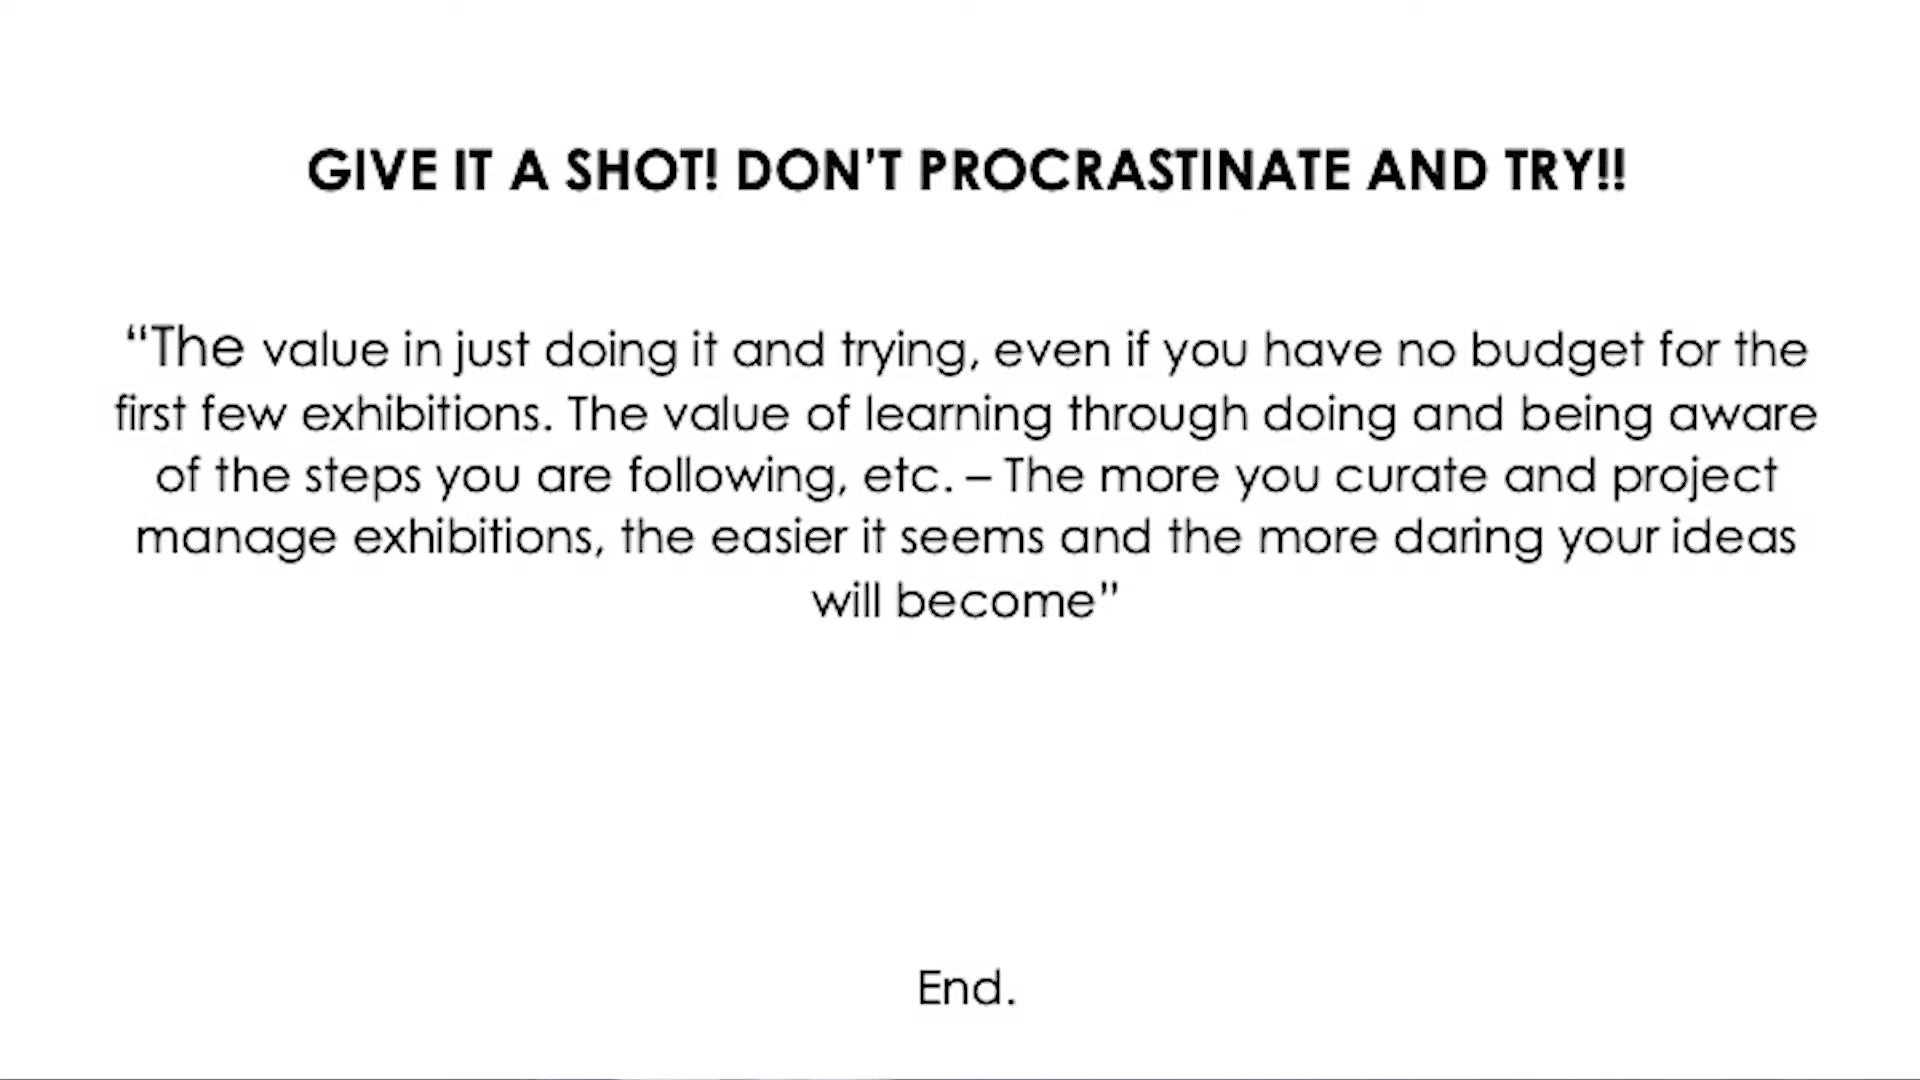 GIVE IT A SHOT! DON’T PROCRASTINATE AND TRY!!
“The value in just doing it and trying, even if you have no budget for the
first few exhibitions. The value of learning through doing and being aware
of the steps you are following, etc. – The more you curate and project
manage exhibitions, the easier it seems and the more daring your ideas
will become”
End.